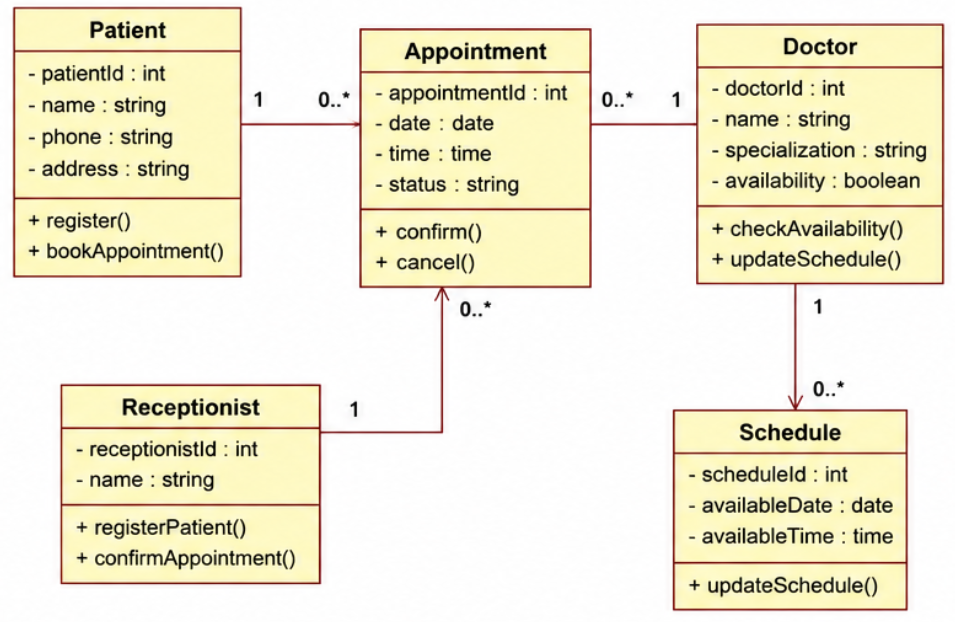 Patient
- patientId : int
- name : string
- phone : string
- address : string
+ register()
+ bookAppointment()
1
0..*
Appointment
- appointmentId : int
- date : date
- time : time
- status : string
+ confirm()
+ cancel()
0..*
1
Doctor
- doctorId : int
- name : string
- specialization : string
- availability : boolean
+ checkAvailability()
+ updateSchedule()
0..*
1
Receptionist
- receptionistId : int
- name : string
+ registerPatient()
+ confirmAppointment()
1
0..*
Schedule
- scheduleId : int
- availableDate : date
- availableTime : time
+ updateSchedule()